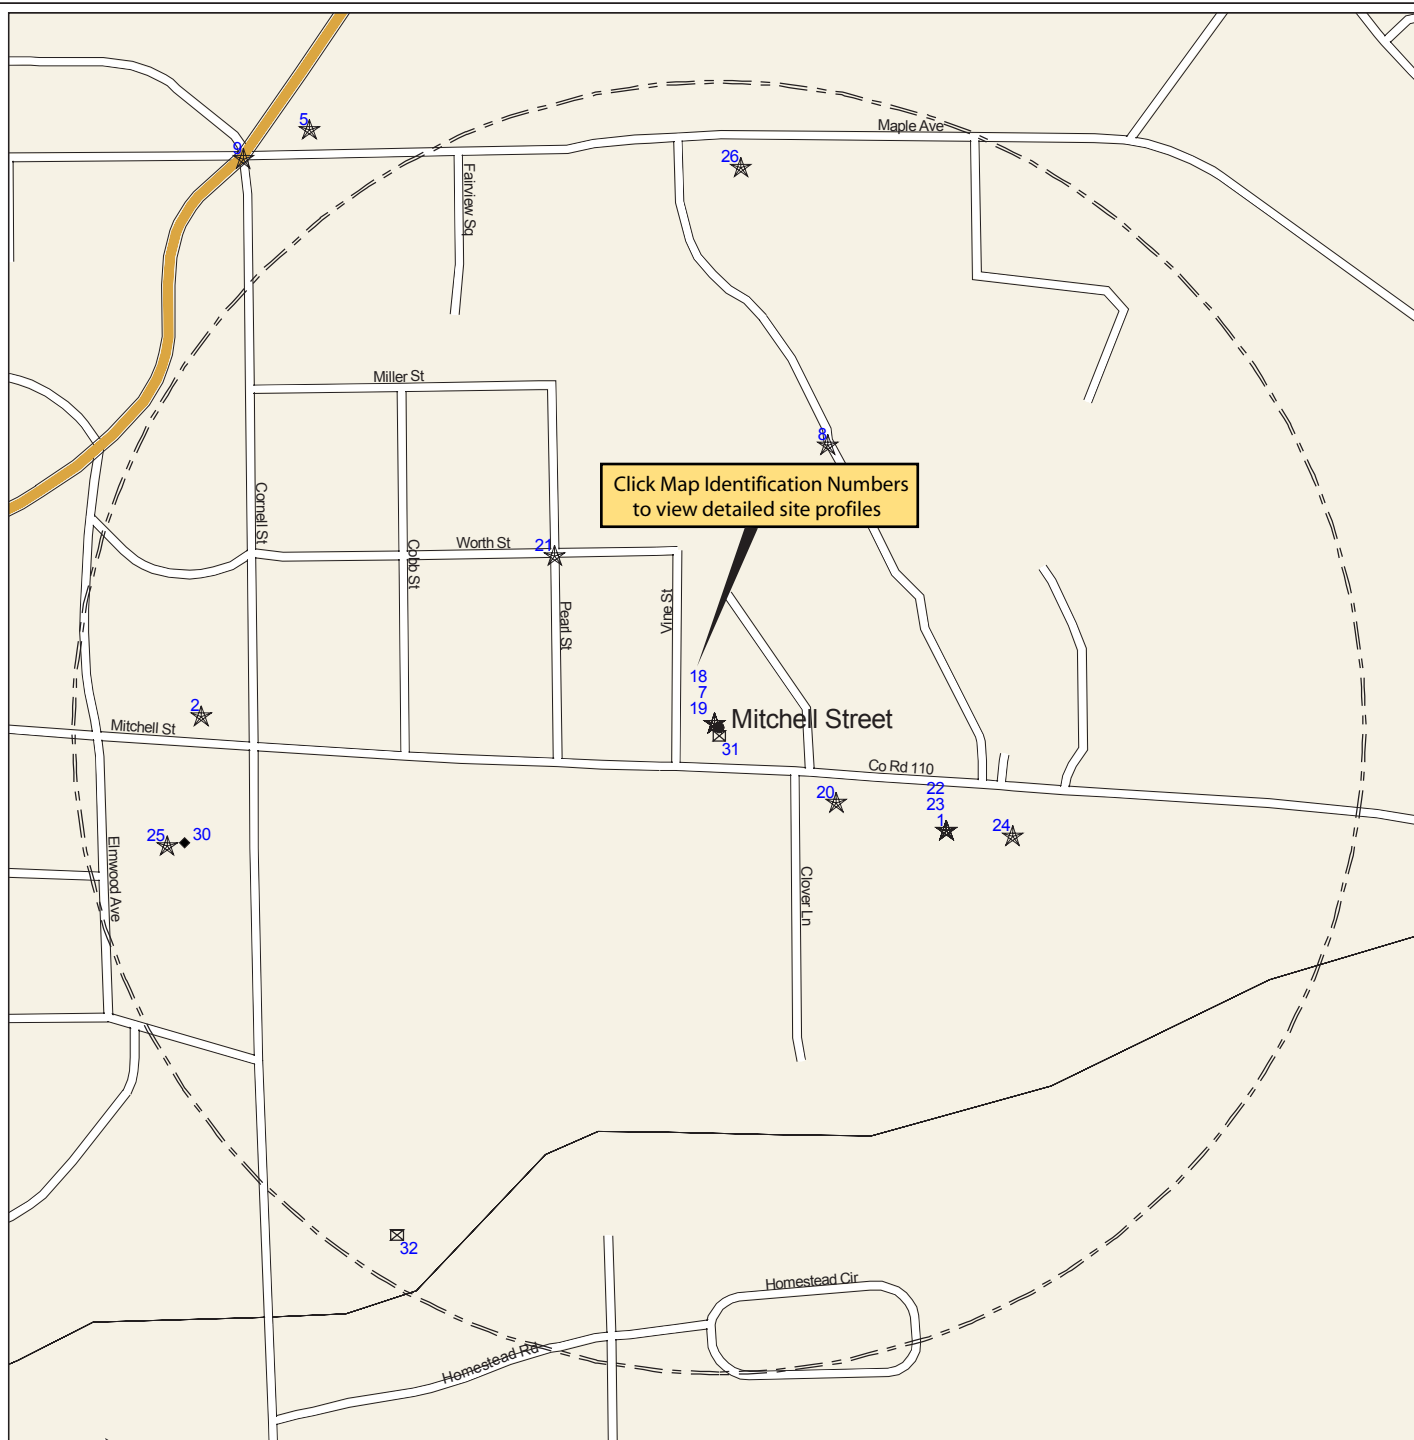 5
Maple Ave
9
26
Fairview Sq
Miller St
8
Click Map Identification Numbers
to view detailed site profiles
Cornell St
21
Worth St
Cobb St
Pearl St
Vine St
18
7
19
2
Mitchell St
Mitchell Street
31
Co Rd 110
22
20
23
1
24
25
30
Elmwood Ave
Clover Ln
32
Homestead Cir
Homestead Rd